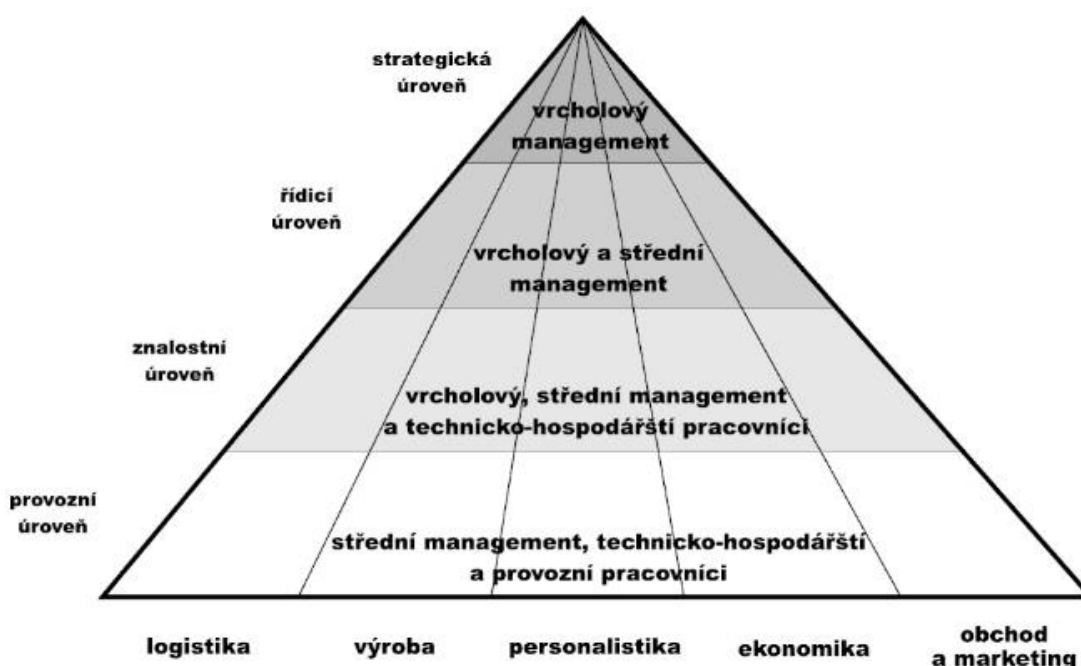 strategická
úroveň
vrcholový
management
řídicí
úroveň
vrcholový a střední
management
znalostní
úroveň
vrcholový, střední management
a technicko-hospodářští pracovníci
provozní
úroveň
střední management, technicko-hospodářští
a provozní pracovníci
logistika
výroba
personalistika
ekonomika
obchod
a marketing